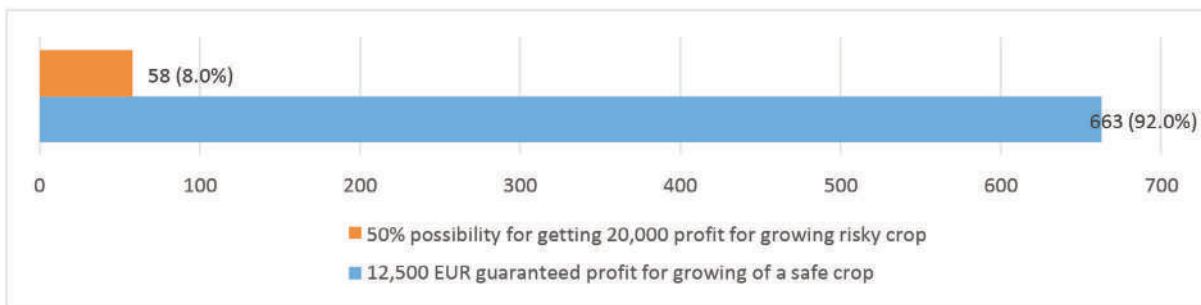 58 (8.0%)
663 (92.0%)
0 100 200 300 400 500 600 700
50% possibility for getting 20,000 profit for growing risky crop
12,500 EUR guaranteed profit for growing of a safe crop